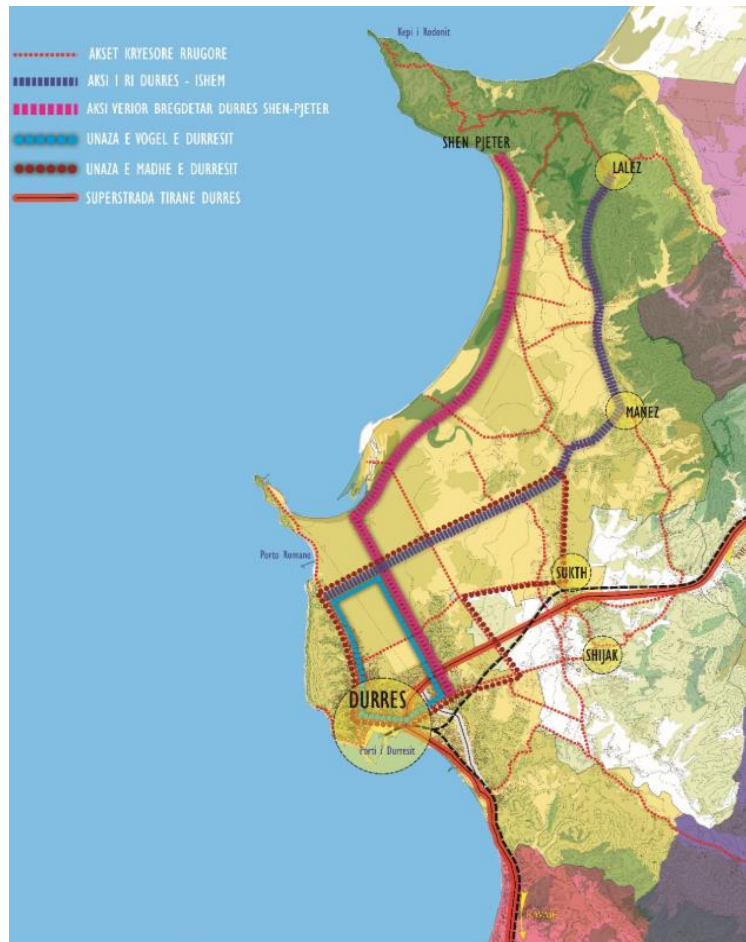 Kepi i Rodonit
AKSET KRYESORE RRUGORE
AKSI I RI DURRES - ISHEM
AKSI VERIOR BREGDETAR DURRES SHEN-PJETER
UNAZA E VOGEL E DURRESIT
UNAZA E MADHE E DURRESIT
SUPERSTRADA TIRANE DURRES
SHEN PJETER
LALEZ
MANEZ
Porto Romano
SUKTH
SHIJAK
DURRES
Porti i Durresit